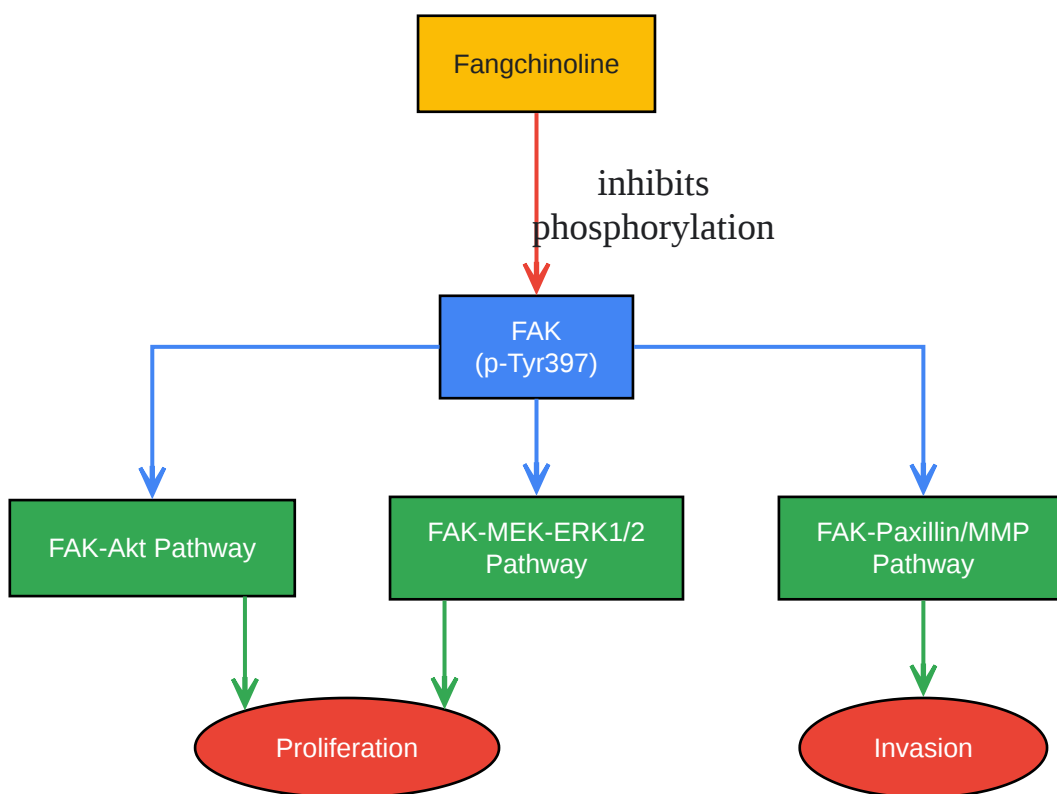 Fangchinoline
inhibits
phosphorylation
FAK
(p-Tyr397)
FAK-Akt Pathway
FAK-MEK-ERK1/2
Pathway
FAK-Paxillin/MMP
Pathway
Proliferation
Invasion